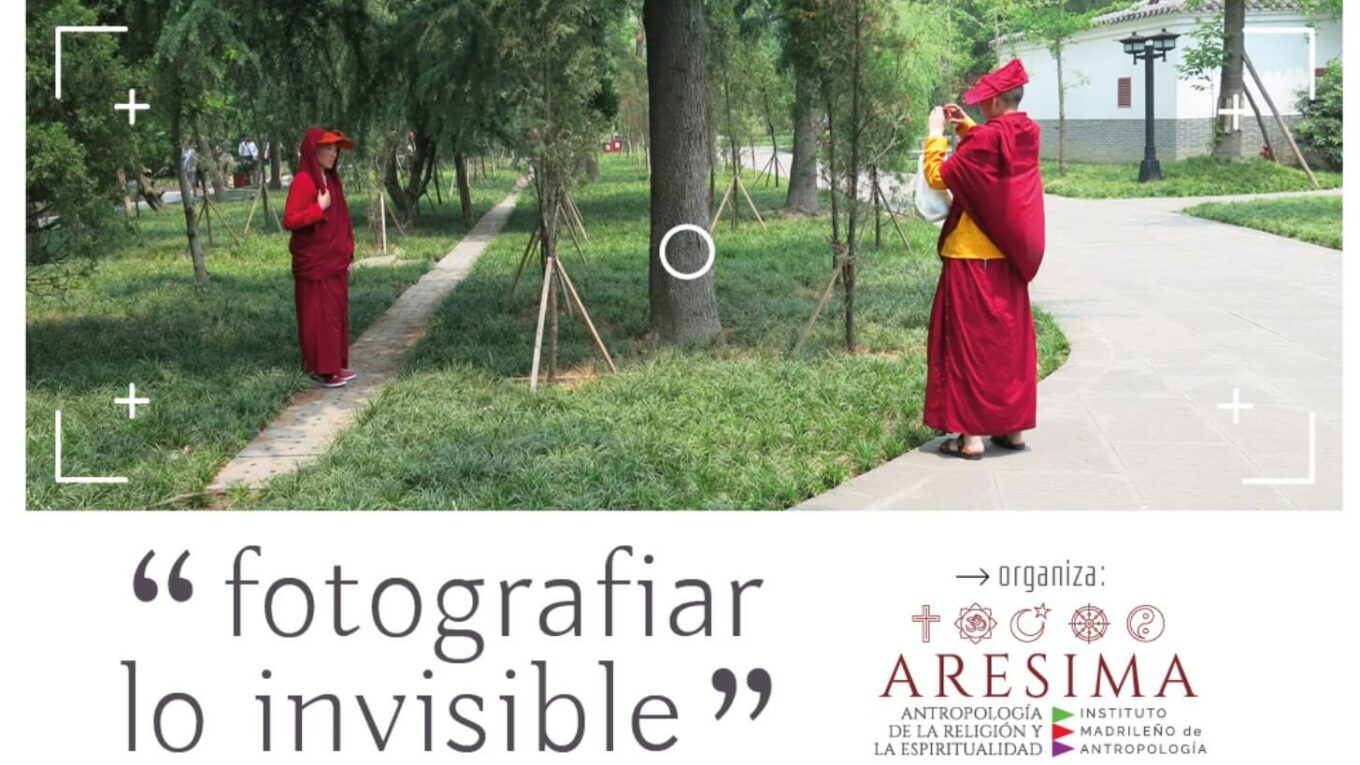 “fotografiar
lo invisible”
→ organiza:
ARESIMA
ANTROPOLOGÍA
DE LA RELIGIÓN Y
LA ESPIRITUALIDAD
INSTITUTO
MADRILEÑO de
ANTROPOLOGÍA